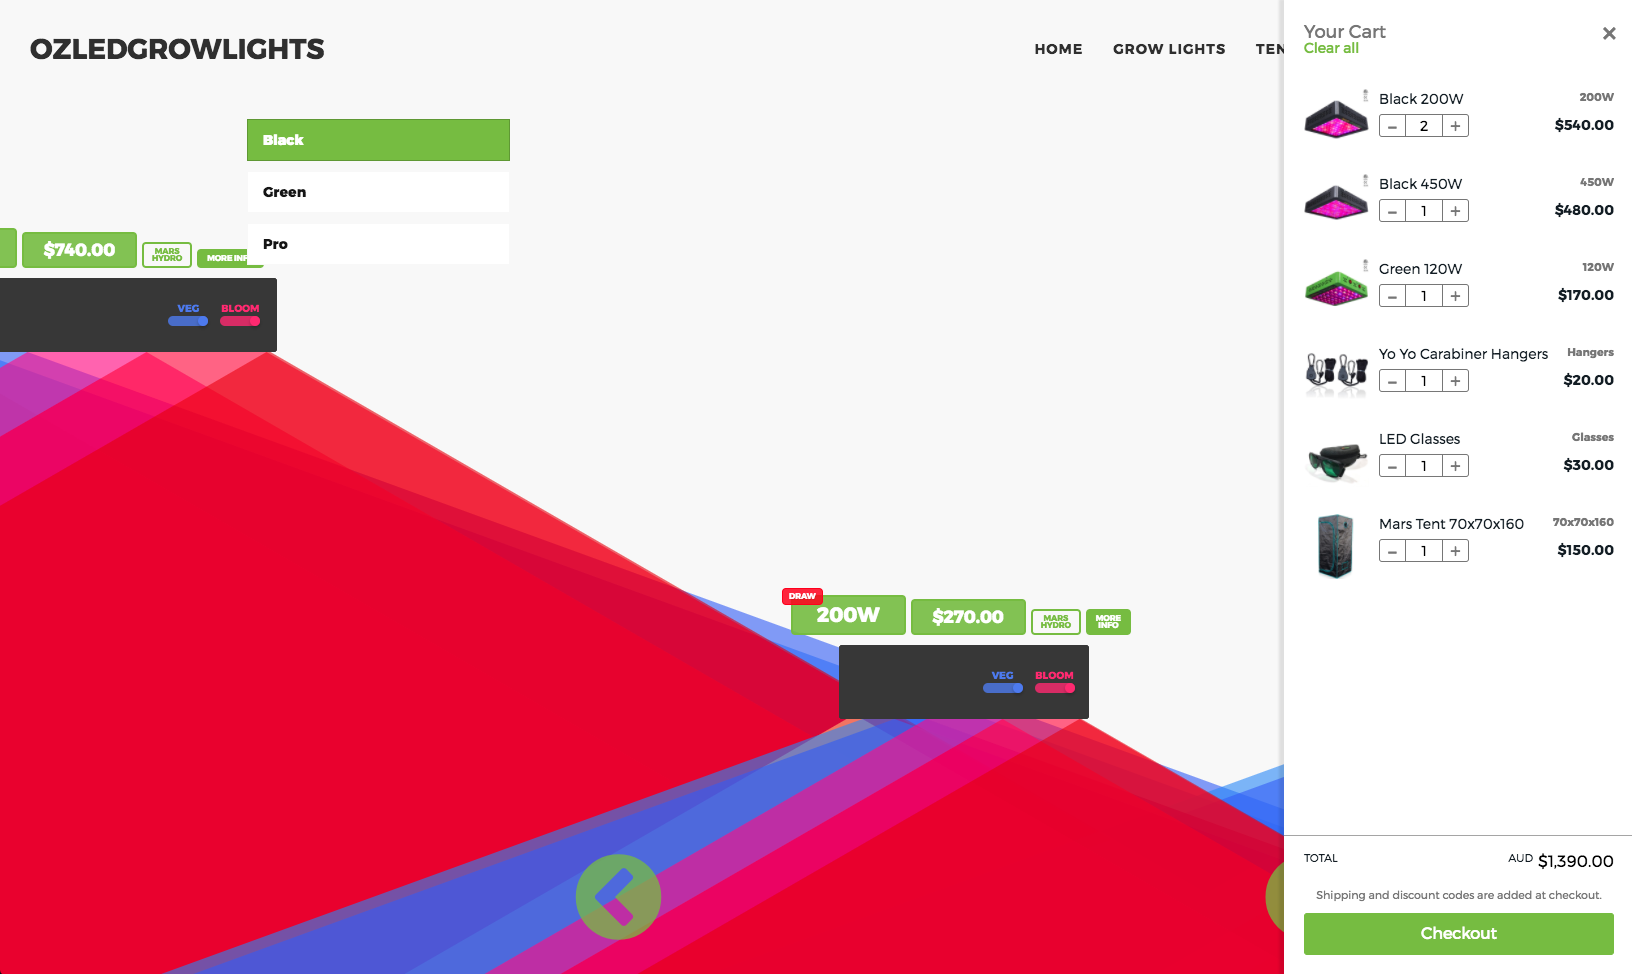 OZLEDGROWLIGHTS
HOME GROW LIGHTS TEN
Black
Green
Pro
$740.00
MARS
HYDRO
MORE INF
VEG BLOOM
DRAW
200W
$270.00
MARS
HYDRO
MORE
INFO
VEG BLOOM
Your Cart
Clear all
Black 200W 200W
– 2 + $540.00
Black 450W 450W
– 1 + $480.00
Green 120W 120W
– 1 + $170.00
Yo Yo Carabiner Hangers Hangers
– 1 + $20.00
LED Glasses Glasses
– 1 + $30.00
Mars Tent 70x70x160 70x70x160
– 1 + $150.00
TOTAL AUD $1,390.00
Shipping and discount codes are added at checkout.
Checkout